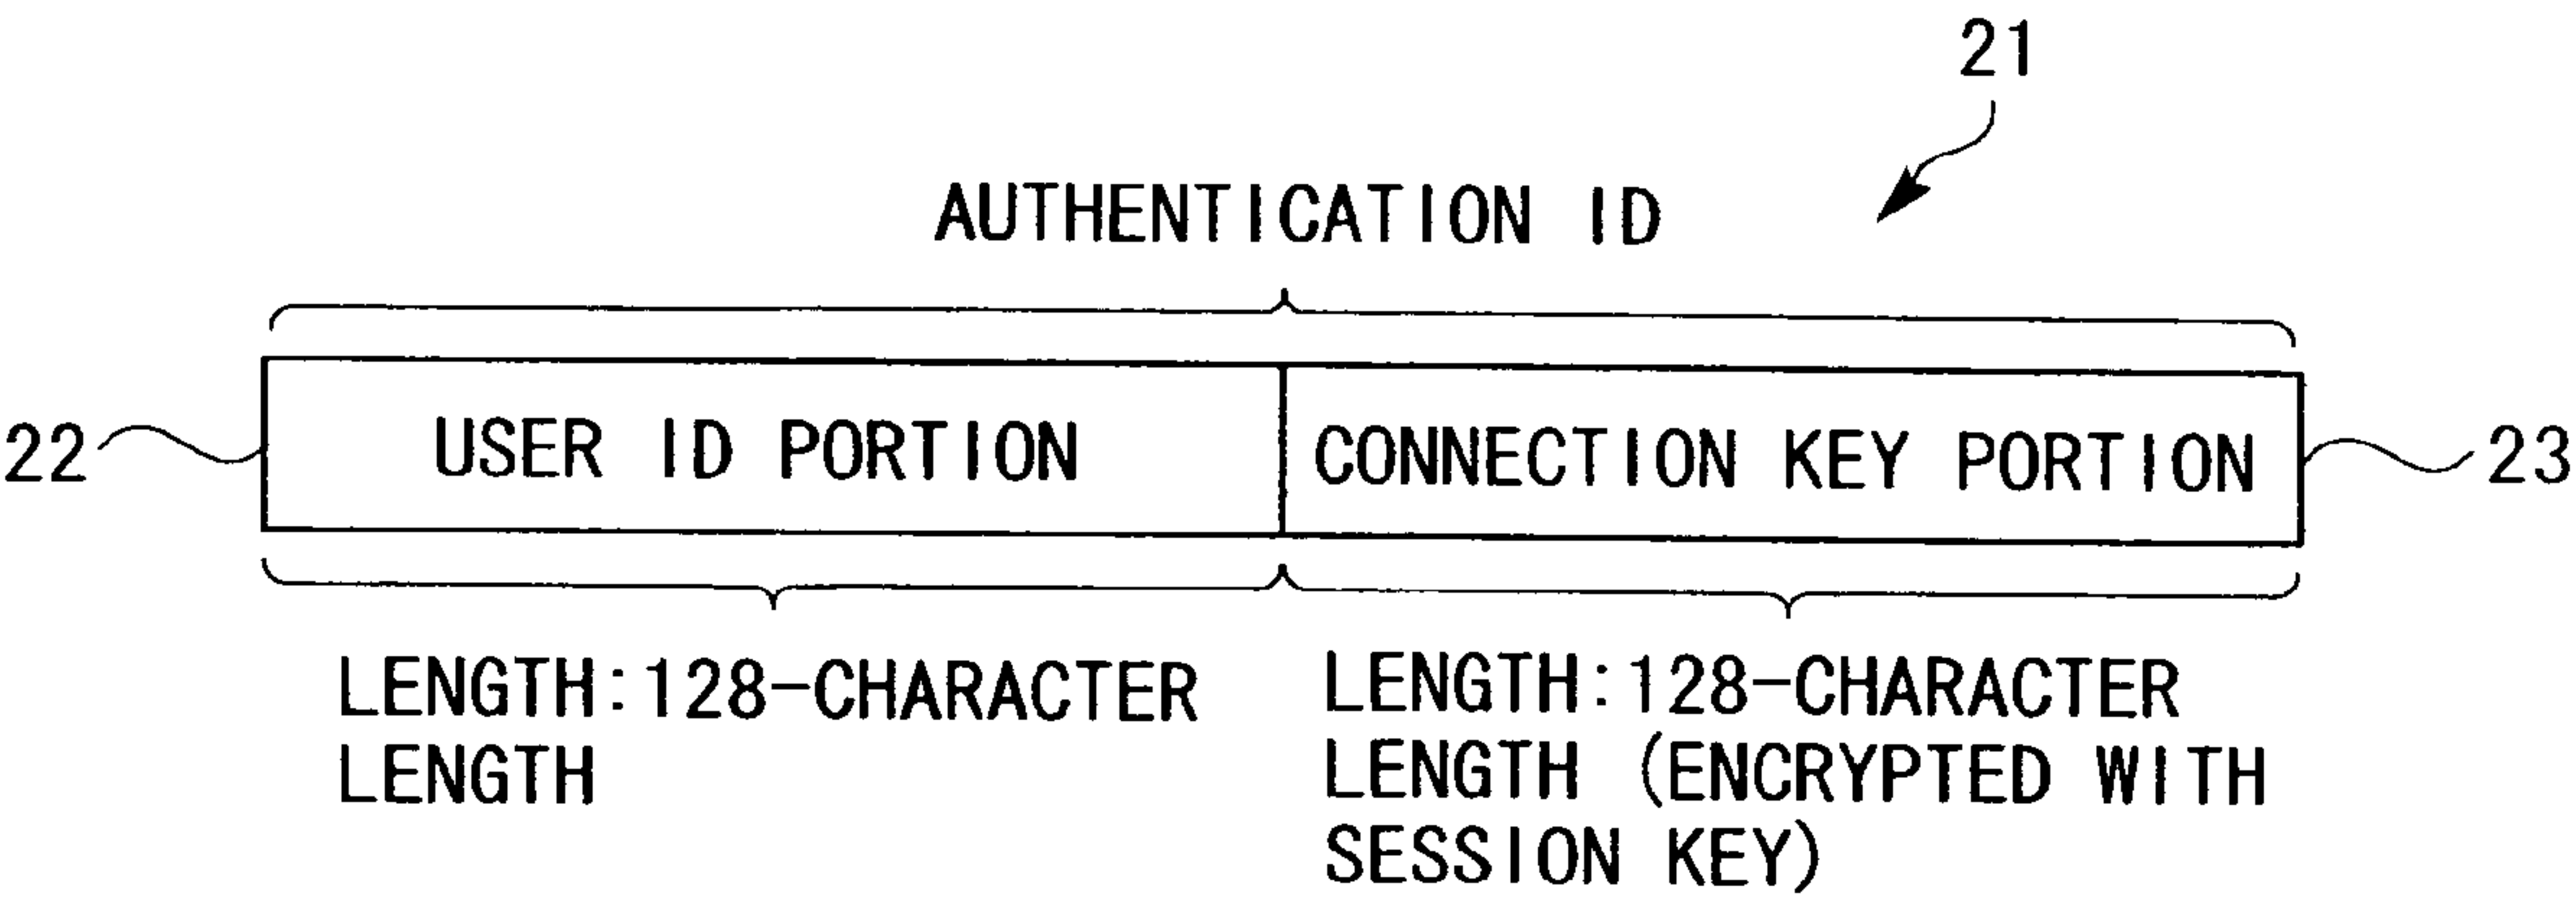 21
AUTHENTICATION ID
22
USER ID PORTION
CONNECTION KEY PORTION
23
LENGTH:128-CHARACTER
LENGTH
LENGTH:128-CHARACTER
LENGTH (ENCRYPTED WITH
SESSION KEY)